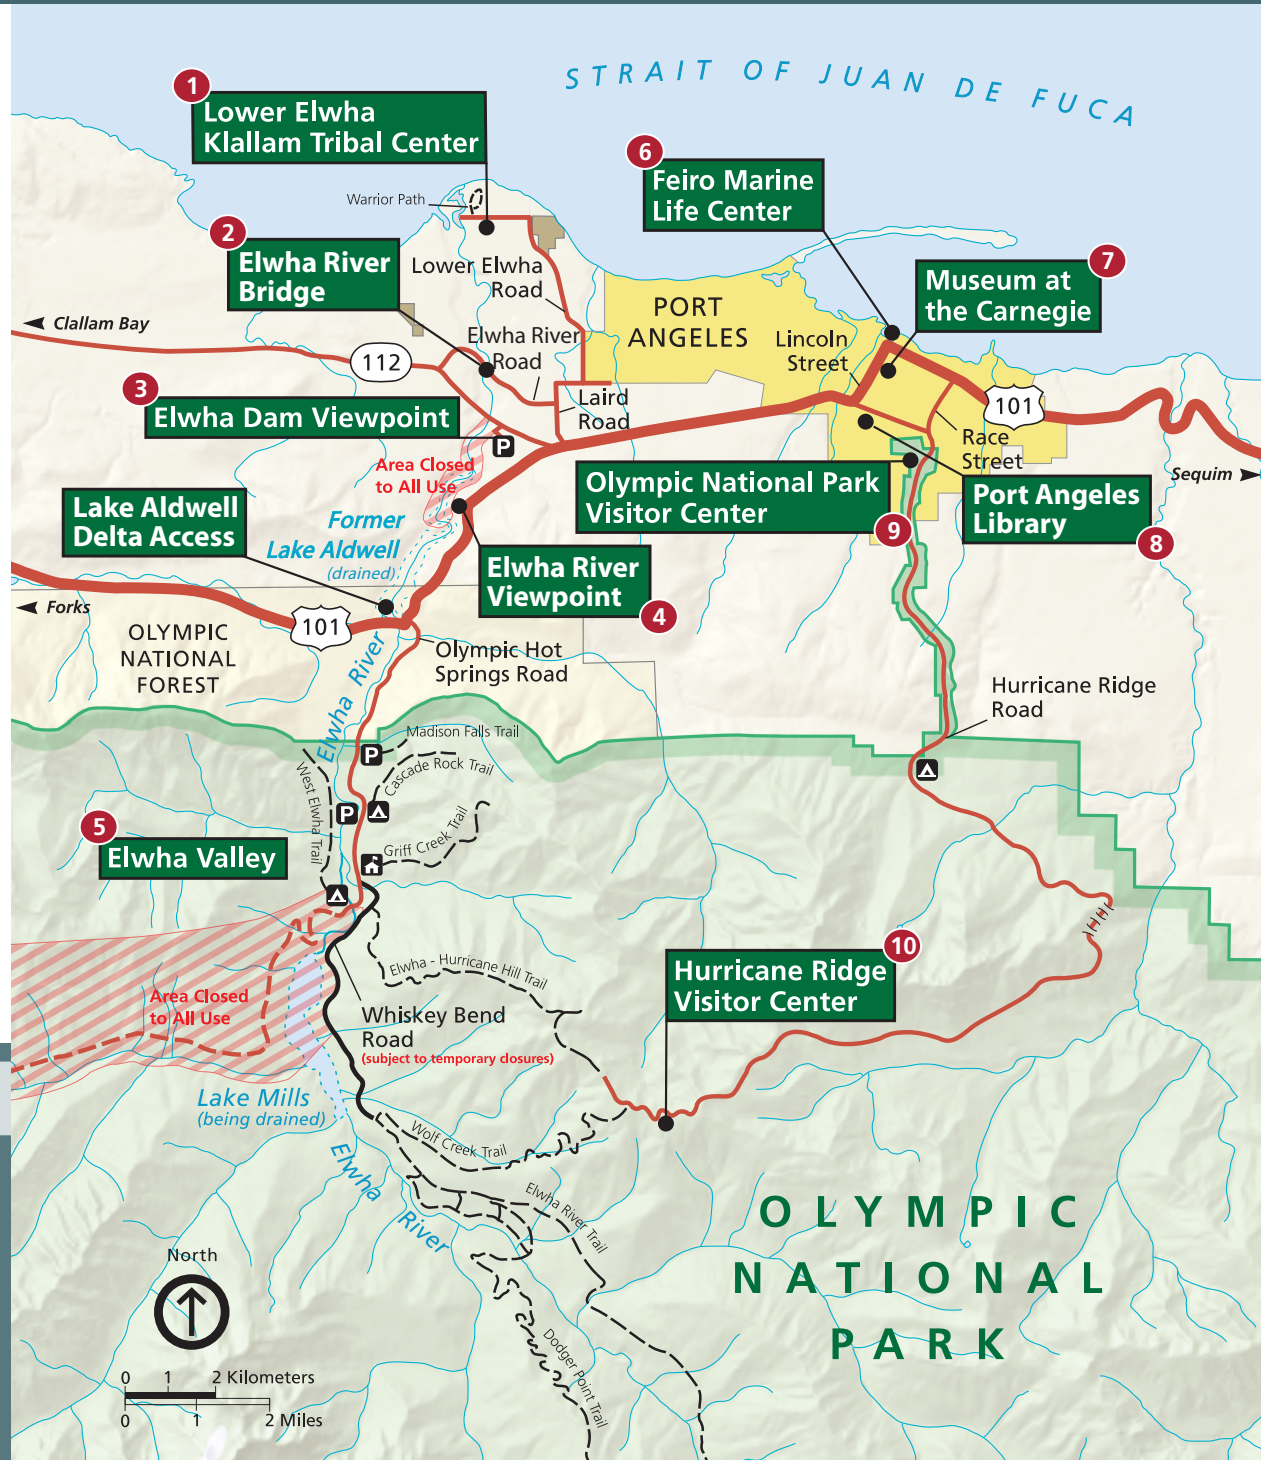 STRAIT OF JUAN DE FUCA
1
Lower Elwha
Klallam Tribal Center
Warrior Path
2
Elwha River
Bridge
Lower Elwha
Road
6
Feiro Marine
Life Center
7
Museum at
the Carnegie
Clallam Bay
112
Elwha River
Road
PORT
ANGELES
Lincoln
Street
3
Elwha Dam Viewpoint
P
Laird
Road
101
Race
Street
Sequim
Area Closed
to All Use
Lake Aldwell
Delta Access
Former
Lake Aldwell
(drained)
Olympic National Park
Visitor Center
9
Port Angeles
Library
8
Elwha River
Viewpoint
4
Forks
101
OLYMPIC
NATIONAL
FOREST
Elwha River
Olympic Hot
Springs Road
Hurricane Ridge
Road
Madison Falls Trail
P
Cascade Rock Trail
West Elwha Trail
P
5
Elwha Valley
Griff Creek Trail
Elwha - Hurricane Hill Trail
10
Hurricane Ridge
Visitor Center
Area Closed
to All Use
Whiskey Bend
Road
(subject to temporary closures)
Lake Mills
(being drained)
Wolf Creek Trail
Elwha River
Elwha River Trail
OLYMPIC
NATIONAL
PARK
North
Dodger Point Trail
0 1 2 Kilometers
0 1 2 Miles